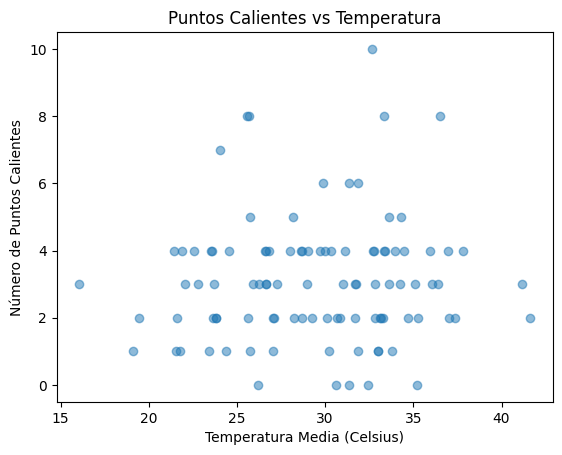 Puntos Calientes vs Temperatura
Número de Puntos Calientes
10
8
6
4
2
0
15 20 25 30 35 40
Temperatura Media (Celsius)